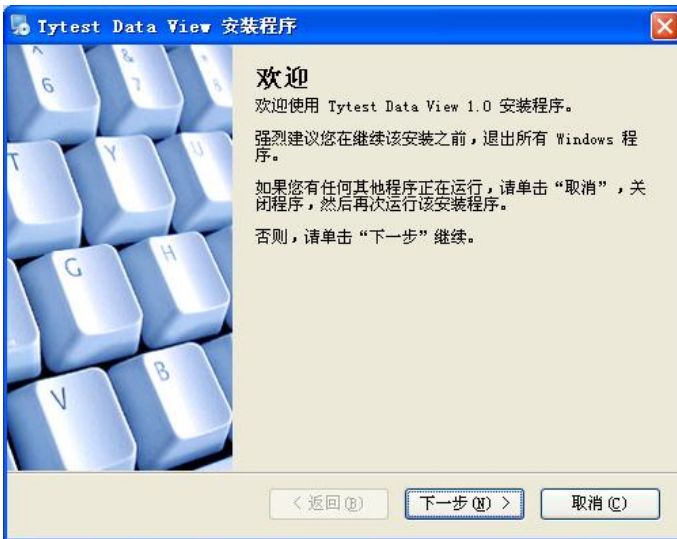 Tytest Data View 安装程序
欢迎
欢迎使用 Tytest Data View 1.0 安装程序。
强烈建议您在继续该安装之前，退出所有 Windows 程
序。
如果您有任何其他程序正在运行，请单击“取消”，关
闭程序，然后再次运行该安装程序。
否则，请单击“下一步”继续。
^
6
&
7
8
T
Y
U
G
H
V
B
< 返回(B)
下一步(N) >
取消(C)